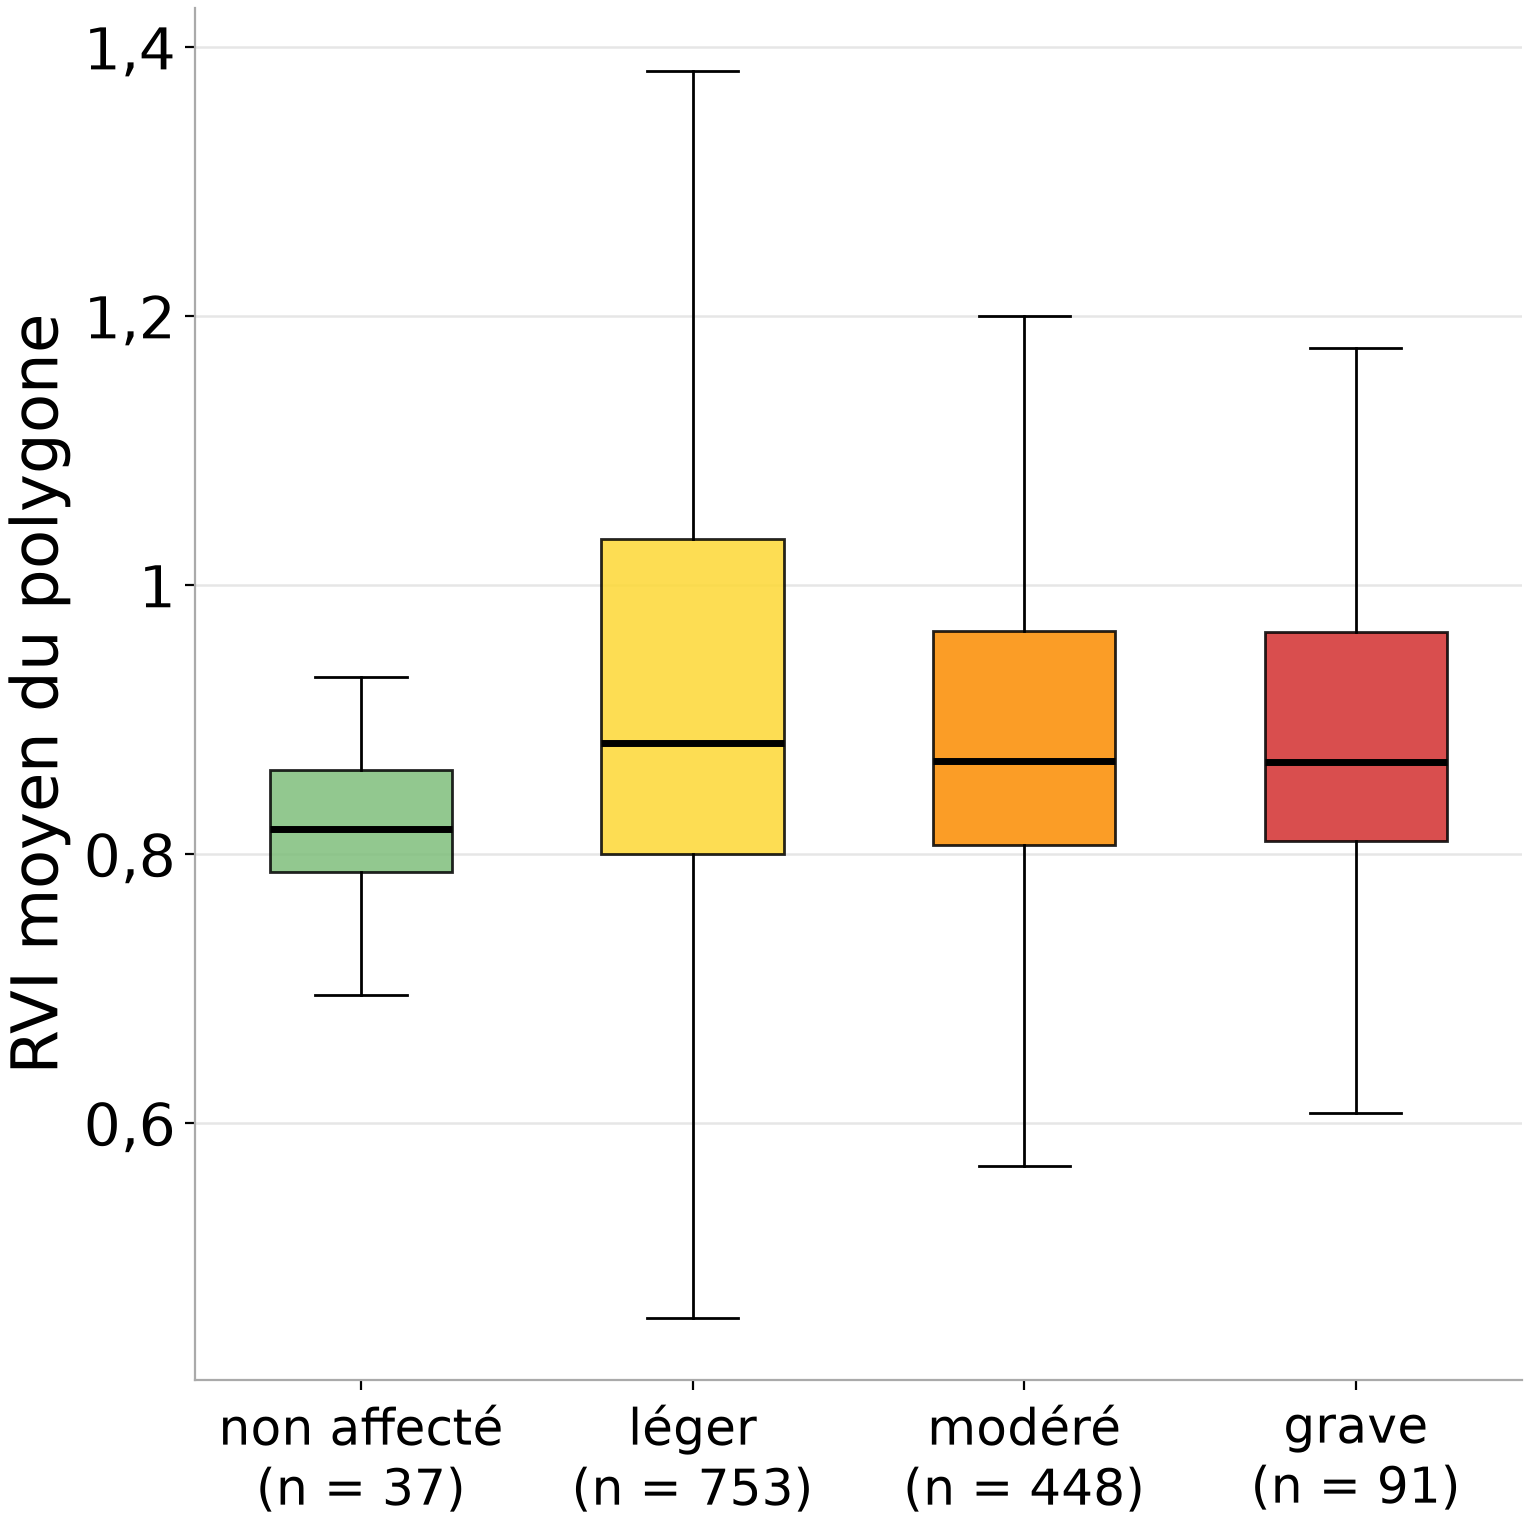 RVI moyen du polygone
1,4
1,2
1
0,8
0,6
non affecté
(n = 37)
léger
(n = 753)
modéré
(n = 448)
grave
(n = 91)